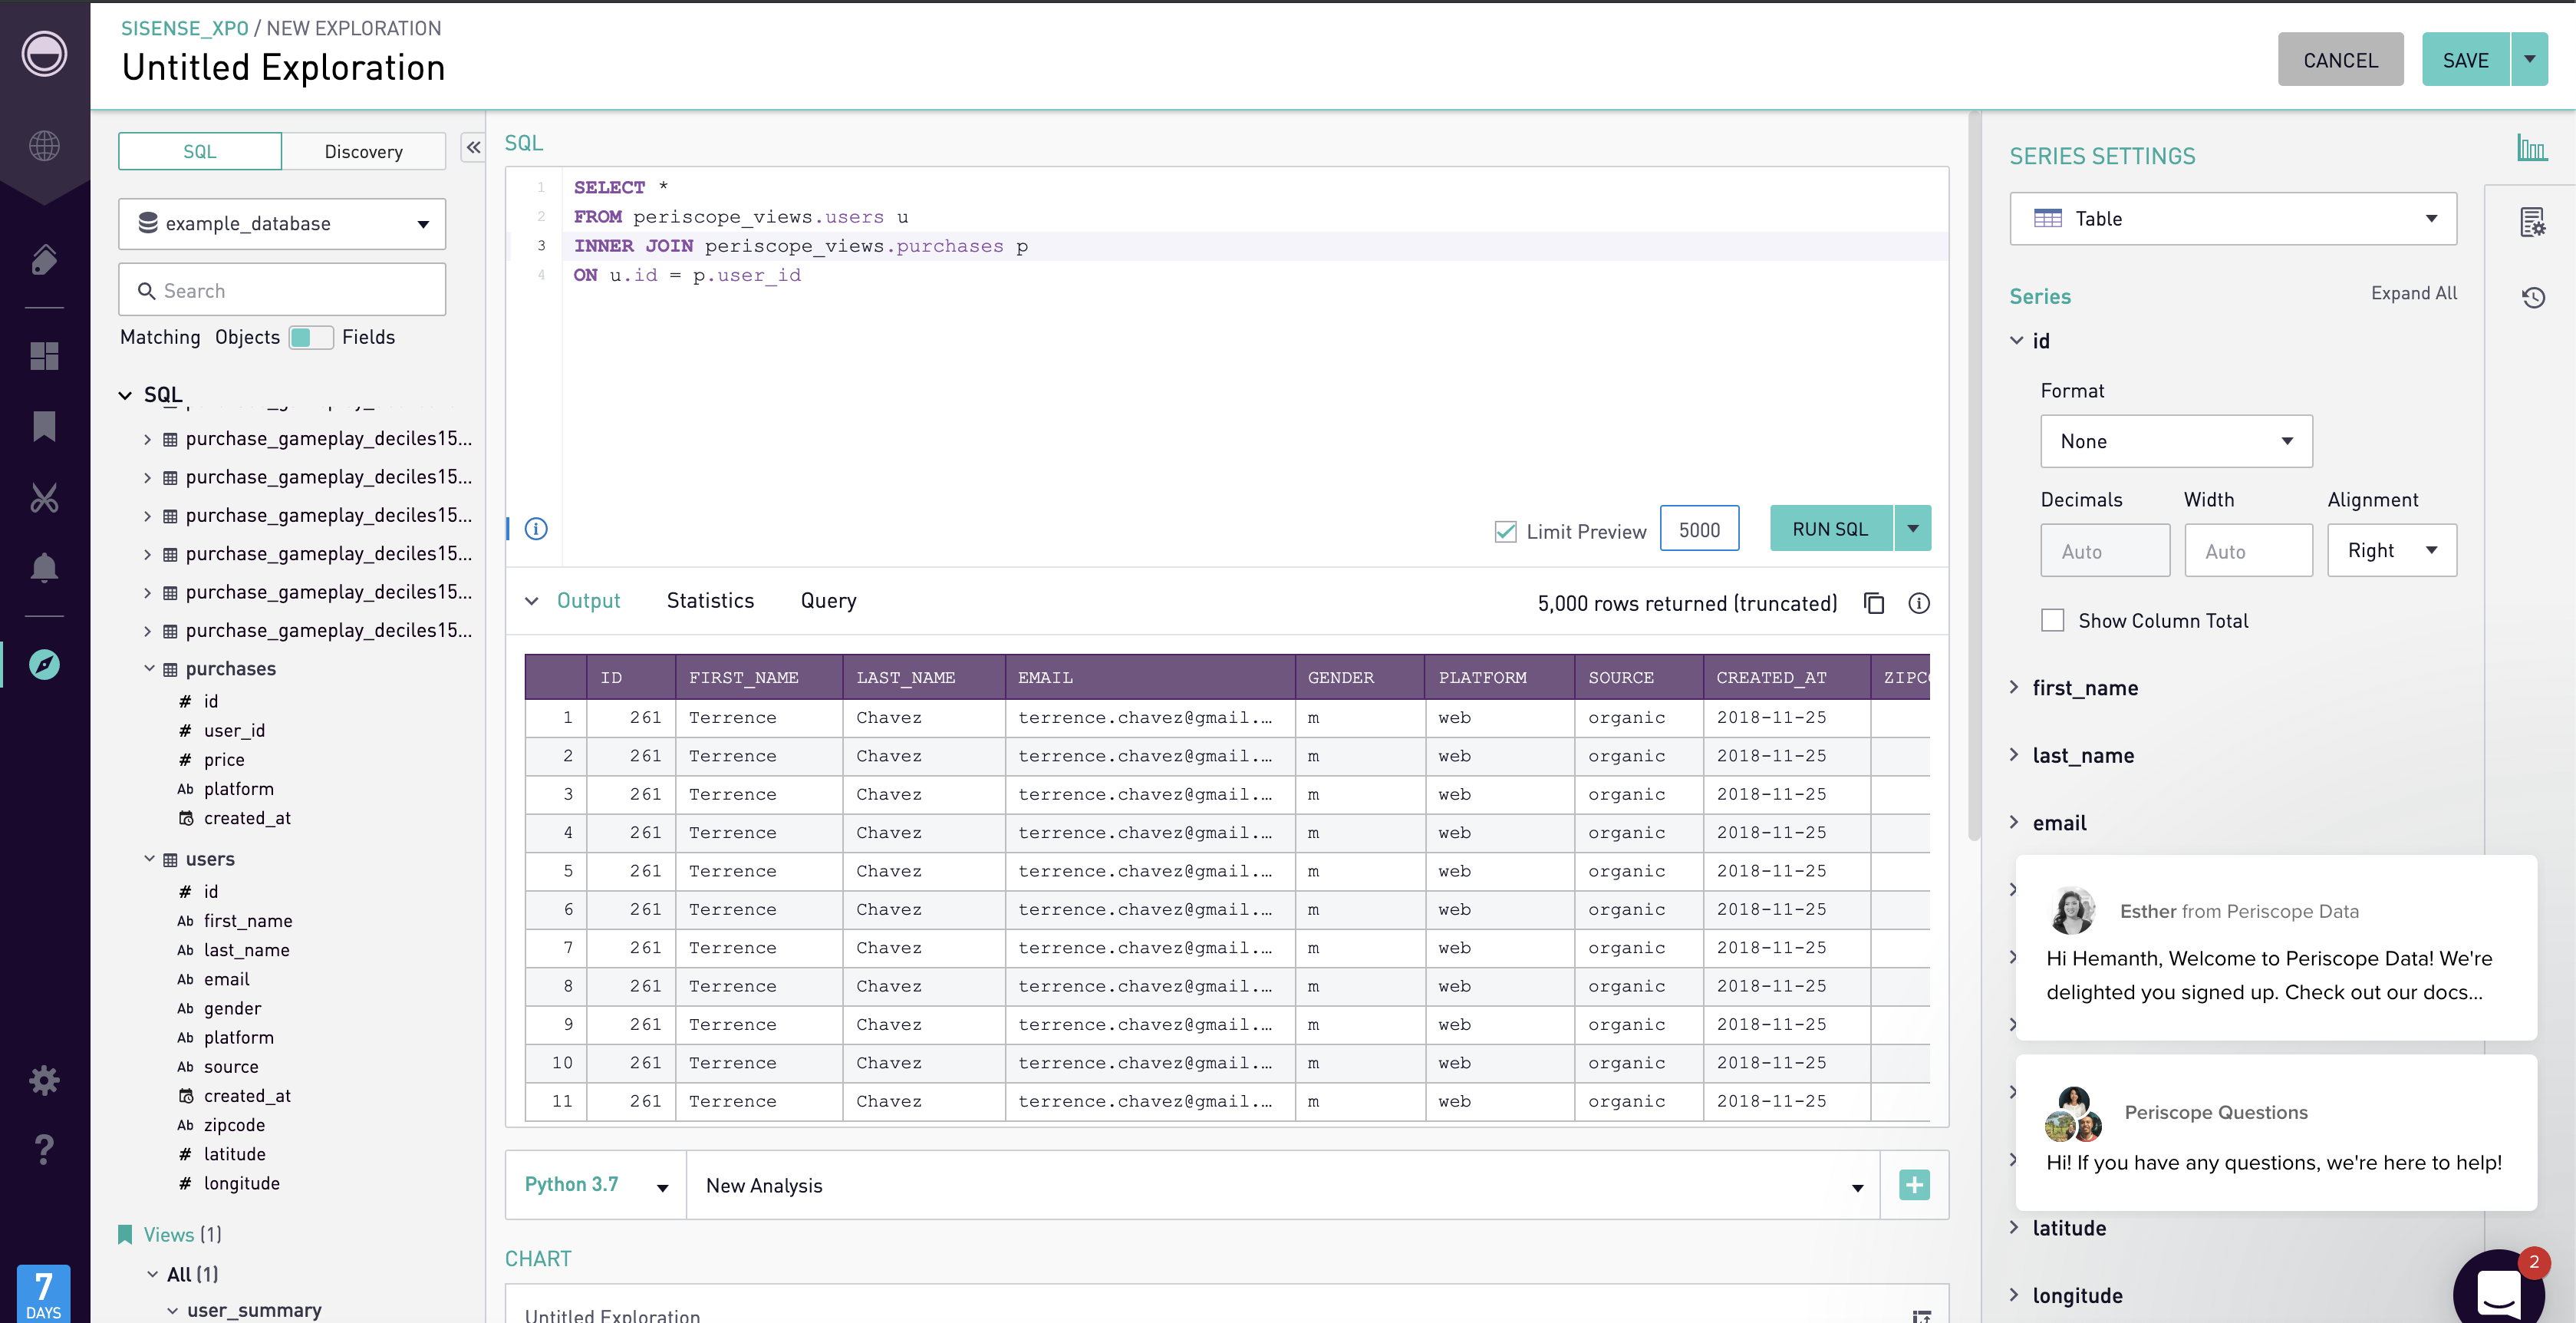 SISENSE_XPO / NEW EXPLORATION
Untitled Exploration
CANCEL
SAVE
SQL
Discovery
example_database
Search
Matching Objects Fields
SQL
purchase_gameplay_deciles15...
purchase_gameplay_deciles15...
purchase_gameplay_deciles15...
purchase_gameplay_deciles15...
purchase_gameplay_deciles15...
purchase_gameplay_deciles15...
purchases
# id
# user_id
# price
Ab platform
created_at
users
# id
Ab first_name
Ab last_name
Ab email
Ab gender
Ab platform
Ab source
created_at
Ab zipcode
# latitude
# longitude
Views (1)
All (1)
user_summary
7
DAYS
SQL
1 SELECT *
2 FROM periscope_views.users u
3 INNER JOIN periscope_views.purchases p
4 ON u.id = p.user_id
Limit Preview 5000 RUN SQL
Output Statistics Query 5,000 rows returned (truncated)
ID FIRST_NAME LAST_NAME EMAIL GENDER PLATFORM SOURCE CREATED_AT ZIPC
1 261 Terrence Chavez terrence.chavez@gmail.… m web organic 2018-11-25
2 261 Terrence Chavez terrence.chavez@gmail.… m web organic 2018-11-25
3 261 Terrence Chavez terrence.chavez@gmail.… m web organic 2018-11-25
4 261 Terrence Chavez terrence.chavez@gmail.… m web organic 2018-11-25
5 261 Terrence Chavez terrence.chavez@gmail.… m web organic 2018-11-25
6 261 Terrence Chavez terrence.chavez@gmail.… m web organic 2018-11-25
7 261 Terrence Chavez terrence.chavez@gmail.… m web organic 2018-11-25
8 261 Terrence Chavez terrence.chavez@gmail.… m web organic 2018-11-25
9 261 Terrence Chavez terrence.chavez@gmail.… m web organic 2018-11-25
10 261 Terrence Chavez terrence.chavez@gmail.… m web organic 2018-11-25
11 261 Terrence Chavez terrence.chavez@gmail.… m web organic 2018-11-25
Python 3.7 New Analysis
CHART
Untitled Exploration
SERIES SETTINGS
Table
Series Expand All
id
Format
None
Decimals Width Alignment
Auto Auto Right
Show Column Total
first_name
last_name
email
Esther from Periscope Data
Hi Hemanth, Welcome to Periscope Data! We're
delighted you signed up. Check out our docs...
Periscope Questions
Hi! If you have any questions, we're here to help!
latitude
2
longitude